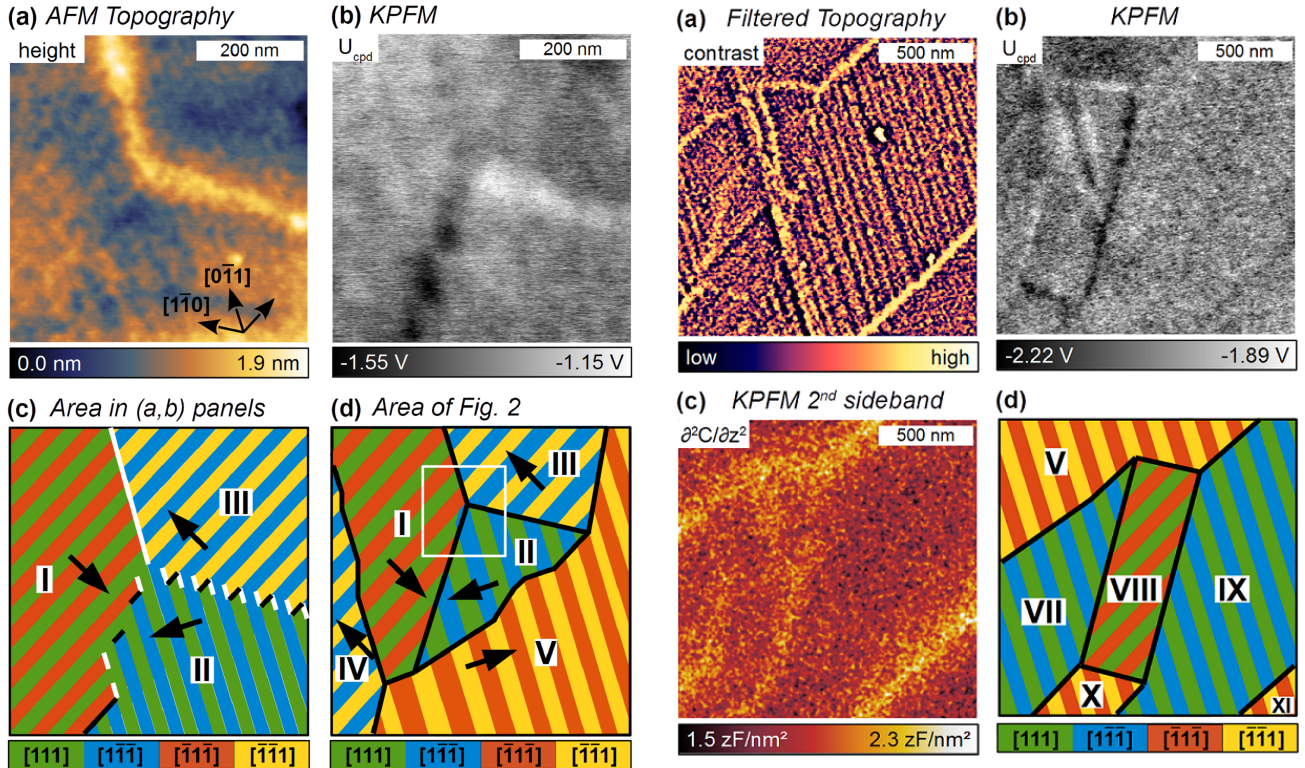 (a) AFM Topography
height
200 nm
[01̄1]
[11̄0]
0.0 nm 1.9 nm
(b) KPFM
U_cpd
200 nm
-1.55 V -1.15 V
(c) Area in (a,b) panels
I
III
II
[111] [11̄1̄] [1̄11̄] [1̄1̄1]
(d) Area of Fig. 2
III
I
II
IV
V
[111] [11̄1̄] [1̄11̄] [1̄1̄1]
(a) Filtered Topography
contrast
500 nm
low high
(b) KPFM
U_cpd
500 nm
-2.22 V -1.89 V
(c) KPFM 2nd sideband
∂²C/∂z²
500 nm
1.5 zF/nm² 2.3 zF/nm²
(d)
V
VIII
IX
VII
X
XI
[111] [11̄1̄] [1̄11̄] [1̄1̄1]